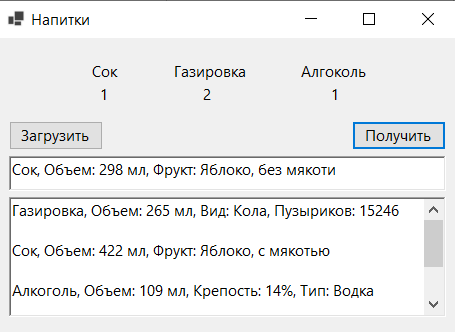 Напитки
Сок Газировка Алгоколь
1 2 1
Загрузить Получить
Сок, Объем: 298 мл, Фрукт: Яблоко, без мякоти
Газировка, Объем: 265 мл, Вид: Кола, Пузыриков: 15246
Сок, Объем: 422 мл, Фрукт: Яблоко, с мякотью
Алкоголь, Объем: 109 мл, Крепость: 14%, Тип: Водка